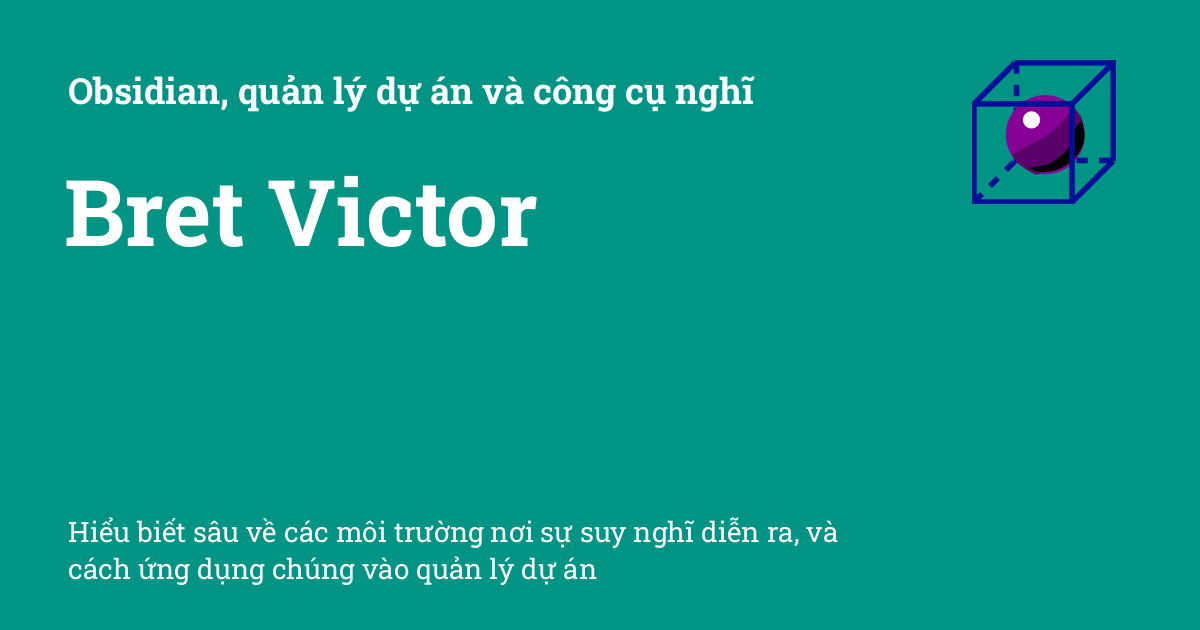 Obsidian, quản lý dự án và công cụ nghĩ
Bret Victor
Hiểu biết sâu về các môi trường nơi sự suy nghĩ diễn ra, và
cách ứng dụng chúng vào quản lý dự án